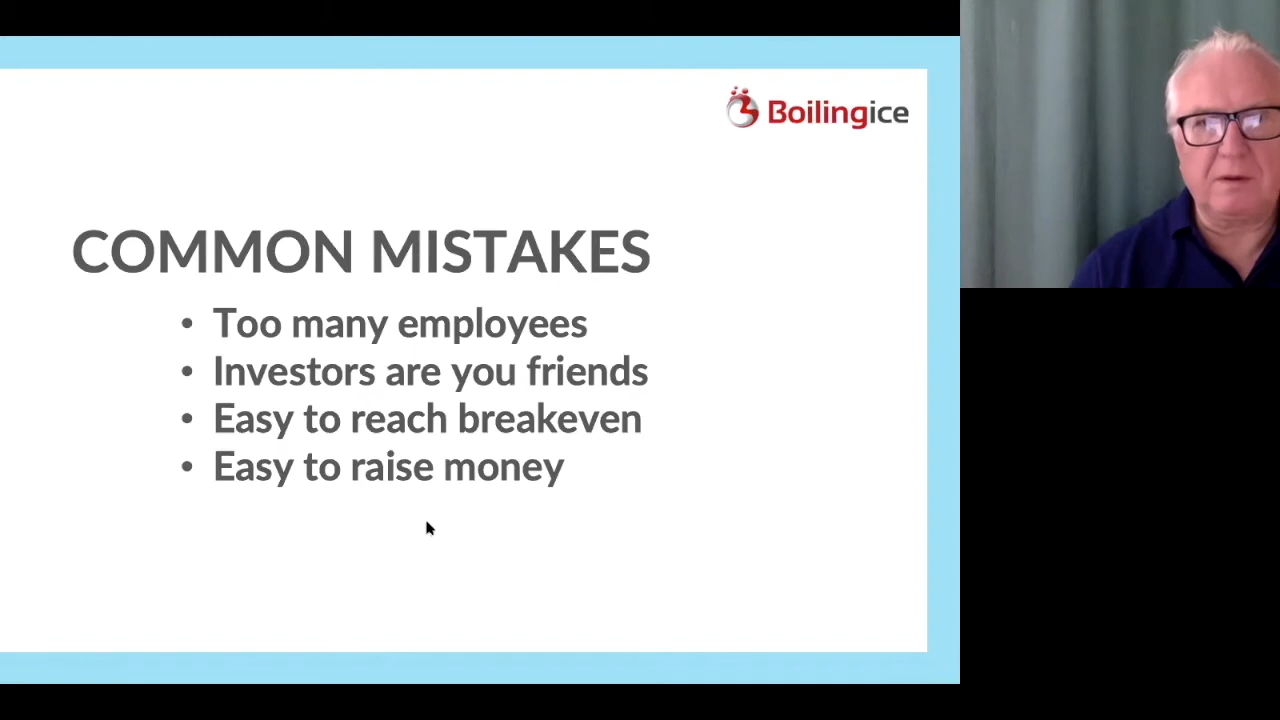 Boilingice
COMMON MISTAKES
• Too many employees
• Investors are you friends
• Easy to reach breakeven
• Easy to raise money